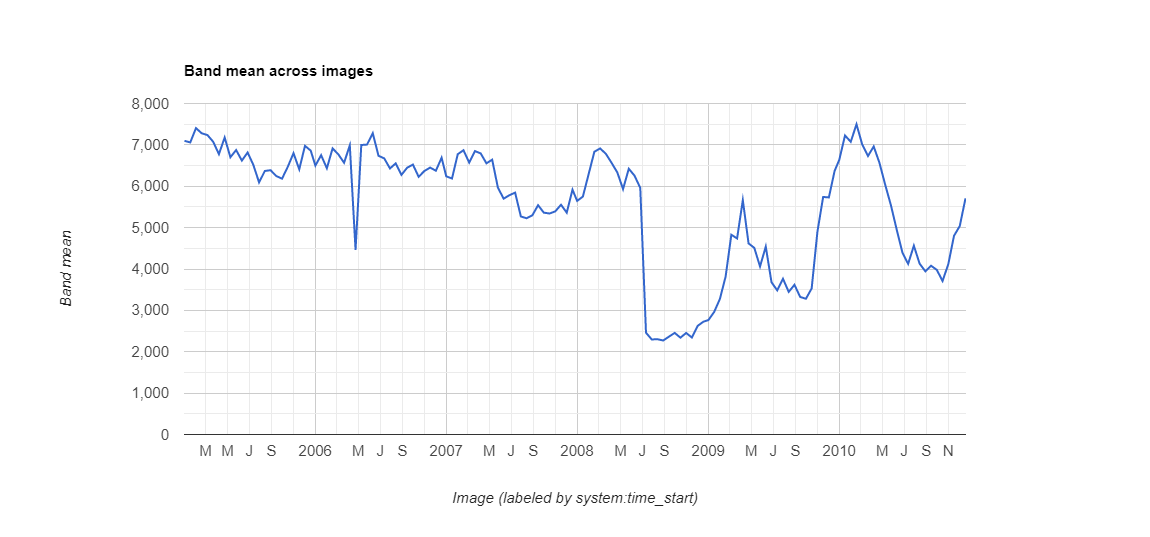 Band mean across images
8,000
7,000
6,000
5,000
4,000
3,000
2,000
1,000
0
Band mean
M M J S 2006 M J S 2007 M J S 2008 M J S 2009 M J S 2010 M J S N
Image (labeled by system:time_start)